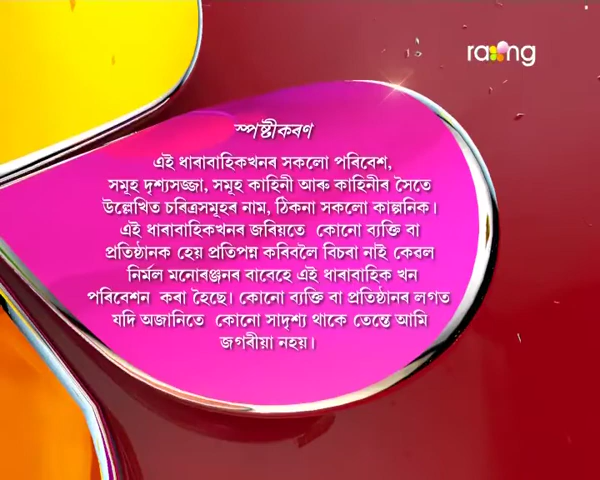 rang
স্পষ্টীকৰণ
এই ধাৰাবাহিকখনৰ সকলো পৰিবেশ,
সমূহ দৃশ্যসজ্জা, সমূহ কাহিনী আৰু কাহিনীৰ সৈতে
উল্লেখিত চৰিত্ৰসমূহৰ নাম, ঠিকনা সকলো কাল্পনিক।
এই ধাৰাবাহিকখনৰ জৰিয়তে কোনো ব্যক্তি বা
প্ৰতিষ্ঠানক হেয় প্ৰতিপন্ন কৰিবলৈ বিচৰা নাই কেৱল
নিৰ্মল মনোৰঞ্জনৰ বাবেহে এই ধাৰাবাহিক খন
পৰিবেশন কৰা হৈছে। কোনো ব্যক্তি বা প্ৰতিষ্ঠানৰ লগত
যদি অজানিতে কোনো সাদৃশ্য থাকে তেন্তে আমি
জগৰীয়া নহয়।